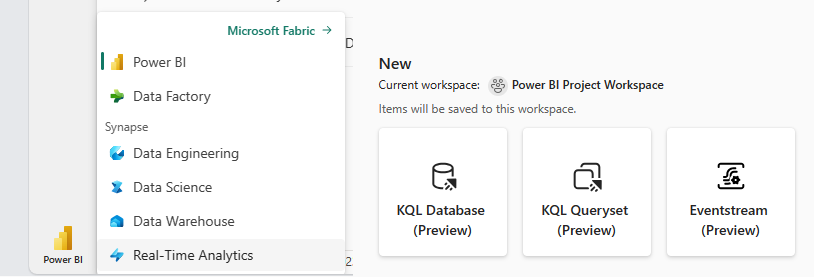 Microsoft Fabric →
Power BI
Data Factory
Synapse
Data Engineering
Data Science
Data Warehouse
Real-Time Analytics
Power BI
D
2
New
Current workspace: Power BI Project Workspace
Items will be saved to this workspace.
KQL Database
(Preview)
KQL Queryset
(Preview)
Eventstream
(Preview)